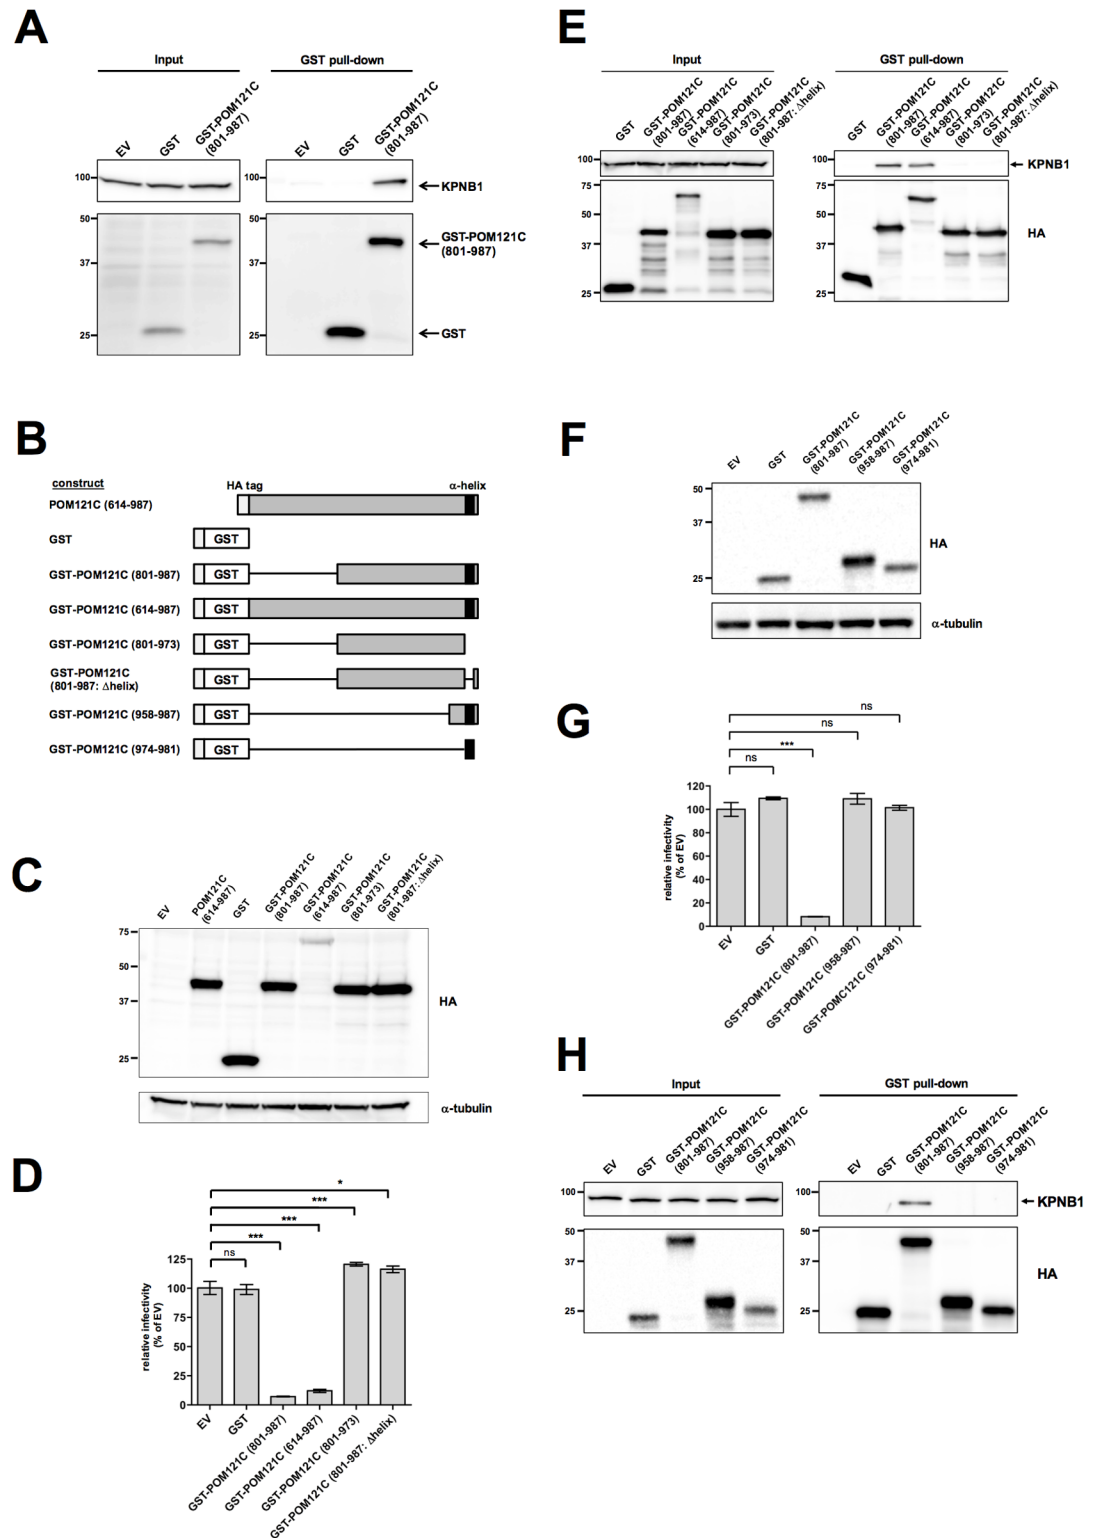 A
Input
GST pull-down
EV
GST
GST-POM121C
(801-987)
EV
GST
GST-POM121C
(801-987)
100
100
KPNB1
50
50
GST-POM121C
(801-987)
37
37
25
25
GST
B
construct
HA tag
α-helix
POM121C (614-987)
GST
GST
GST-POM121C (801-987)
GST
GST-POM121C (614-987)
GST
GST-POM121C (801-973)
GST
GST-POM121C
(801-987: Δhelix)
GST
GST-POM121C (958-987)
GST
GST-POM121C (974-981)
GST
C
EV
POM121C
(614-987)
GST
GST-POM121C
(801-987)
GST-POM121C
(614-987)
GST-POM121C
(801-973)
GST-POM121C
(801-987: Δhelix)
75
50
37
25
HA
α-tubulin
D
*
***
***
***
ns
relative infectivity
(% of EV)
125
100
75
50
25
0
EV
GST
GST-POM121C (801-987)
GST-POM121C (614-987)
GST-POM121C (801-973)
GST-POM121C (801-987: Δhelix)
E
Input
GST pull-down
GST
GST-POM121C
(801-987)
GST-POM121C
(614-987)
GST-POM121C
(801-973)
GST-POM121C
(801-987: Δhelix)
GST
GST-POM121C
(801-987)
GST-POM121C
(614-987)
GST-POM121C
(801-973)
GST-POM121C
(801-987: Δhelix)
100
100
KPNB1
75
75
50
50
37
37
25
25
HA
F
EV
GST
GST-POM121C
(801-987)
GST-POM121C
(958-987)
GST-POM121C
(974-981)
50
37
25
HA
α-tubulin
G
ns
ns
***
ns
relative infectivity
(% of EV)
120
100
80
60
40
20
0
EV
GST
GST-POM121C (801-987)
GST-POM121C (958-987)
GST-POMC121C (974-981)
H
Input
GST pull-down
EV
GST
GST-POM121C
(801-987)
GST-POM121C
(958-987)
GST-POM121C
(974-981)
EV
GST
GST-POM121C
(801-987)
GST-POM121C
(958-987)
GST-POM121C
(974-981)
100
100
KPNB1
50
50
37
37
25
25
HA